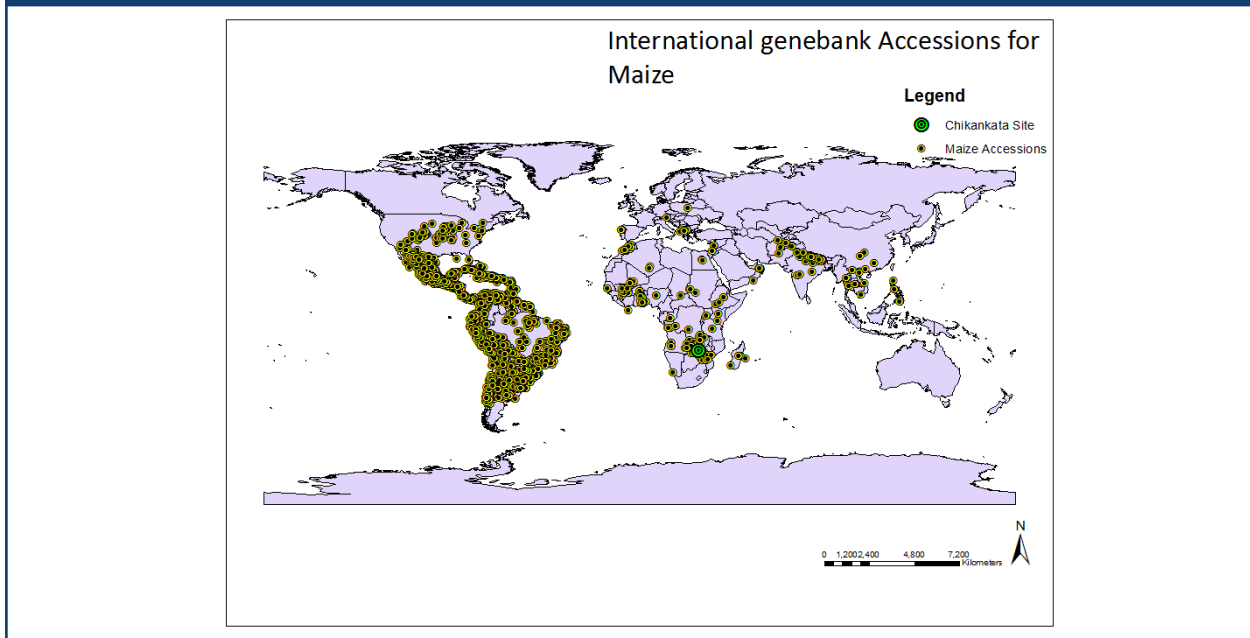 International genebank Accessions for
Maize
Legend
Chikankata Site
Maize Accessions
N
0 1,2002,400 4,800 7,200
Kilometers